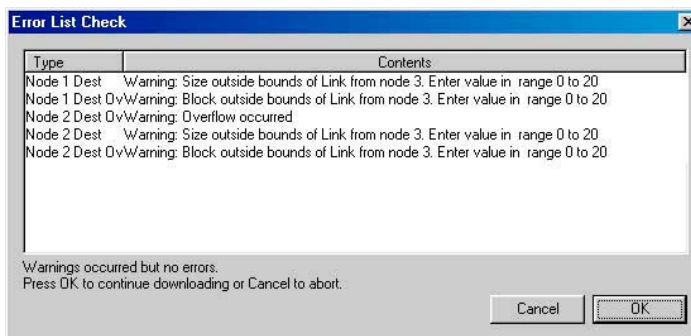 Error List Check
Type Contents
Node 1 Dest Warning: Size outside bounds of Link from node 3. Enter value in range 0 to 20
Node 1 Dest Ov Warning: Block outside bounds of Link from node 3. Enter value in range 0 to 20
Node 2 Dest Ov Warning: Overflow occurred
Node 2 Dest Warning: Size outside bounds of Link from node 3. Enter value in range 0 to 20
Node 2 Dest Ov Warning: Block outside bounds of Link from node 3. Enter value in range 0 to 20
Warnings occurred but no errors.
Press OK to continue downloading or Cancel to abort.
Cancel OK